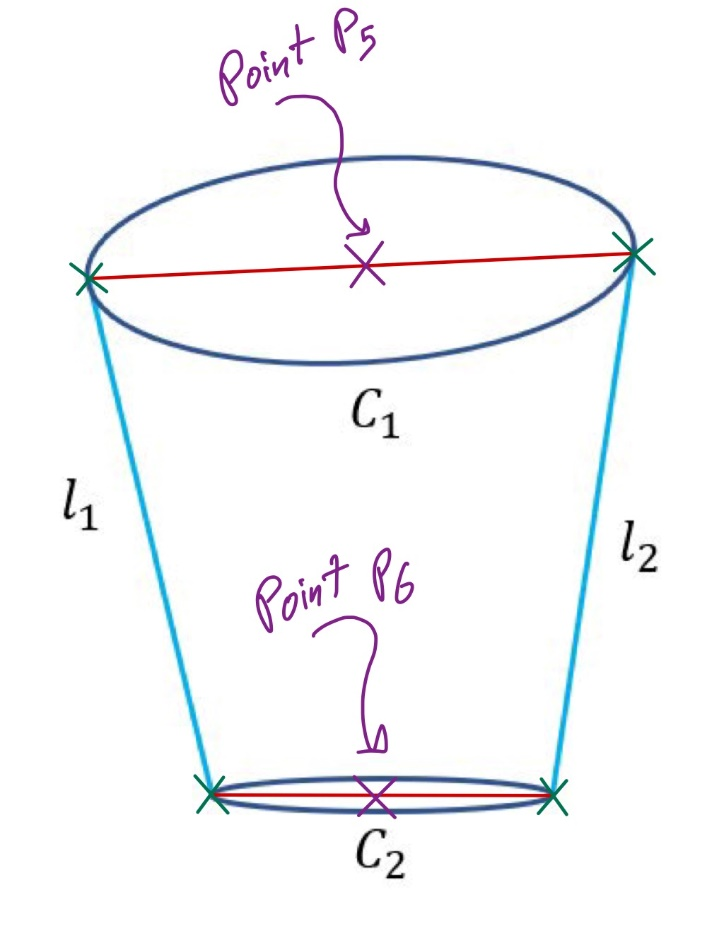 Point P5
C₁
l₁
l₂
Point P6
C₂